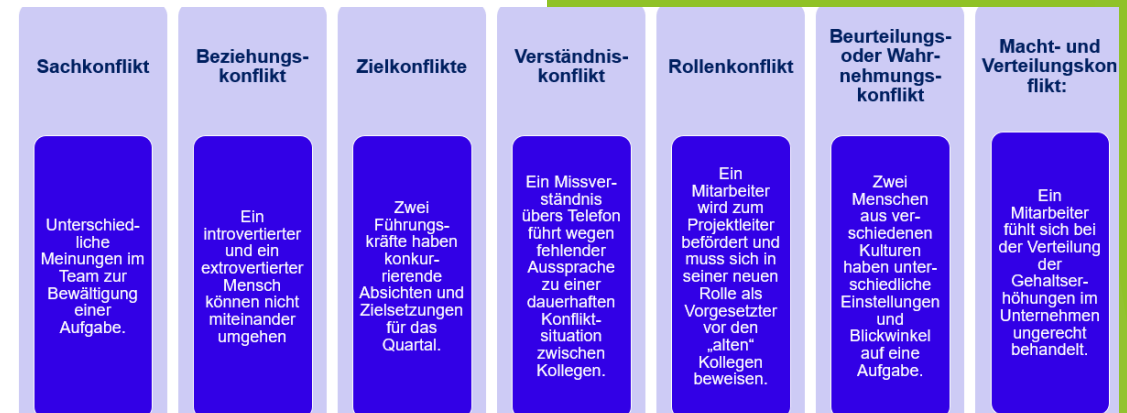 Sachkonflikt
Unterschied-
liche
Meinungen im
Team zur
Bewältigung
einer
Aufgabe.
Beziehungs-
konflikt
Ein
introvertierter
und ein
extrovertierter
Mensch
können nicht
miteinander
umgehen
Zielkonflikte
Zwei
Führungs-
kräfte haben
konkur-
rierende
Absichten und
Zielsetzungen
für das
Quartal.
Verständnis-
konflikt
Ein Missver-
ständnis
übers Telefon
führt wegen
fehlender
Aussprache
zu einer
dauerhaften
Konflikt-
situation
zwischen
Kollegen.
Rollenkonflikt
Ein
Mitarbeiter
wird zum
Projektleiter
befördert und
muss sich in
seiner neuen
Rolle als
Vorgesetzter
vor den
„alten“
Kollegen
beweisen.
Beurteilungs-
oder Wahr-
nehmungs-
konflikt
Zwei
Menschen
aus ver-
schiedenen
Kulturen
haben unter-
schiedliche
Einstellungen
und
Blickwinkel
auf eine
Aufgabe.
Macht- und
Verteilungskon
flikt:
Ein
Mitarbeiter
fühlt sich bei
der Verteilung
der
Gehaltser-
höhungen im
Unternehmen
ungerecht
behandelt.